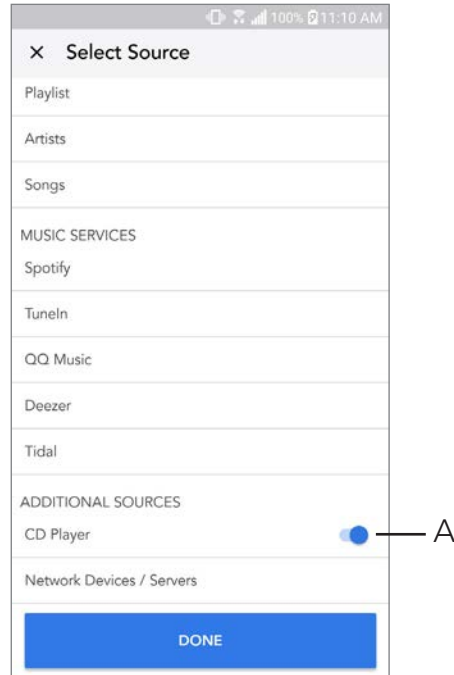 100% 11:10 AM
× Select Source
Playlist
Artists
Songs
MUSIC SERVICES
Spotify
TuneIn
QQ Music
Deezer
Tidal
ADDITIONAL SOURCES
CD Player
A
Network Devices / Servers
DONE